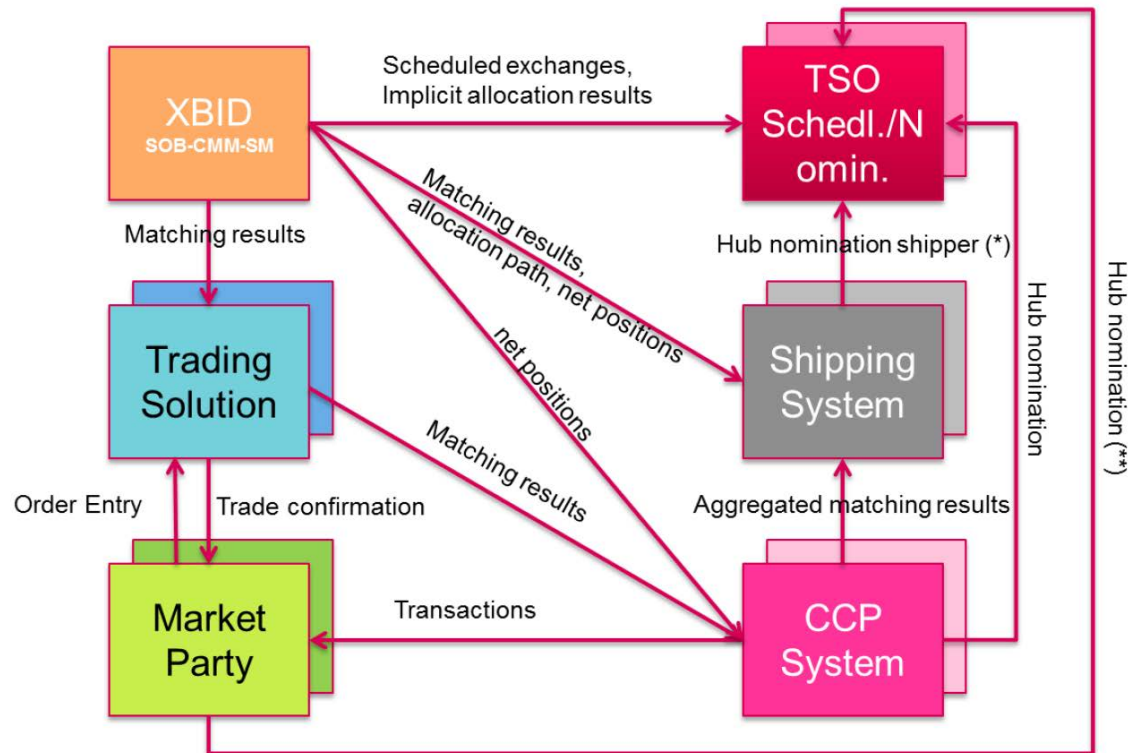 XBID
SOB-CMM-SM
Scheduled exchanges,
Implicit allocation results
TSO
Schedl./N
omin.
Matching results
Matching results,
allocation path, net positions
Hub nomination shipper (*)
Hub nomination
Hub nomination (**)
Trading
Solution
net positions
Shipping
System
Matching results
Order Entry
Trade confirmation
Aggregated matching results
Market
Party
Transactions
CCP
System